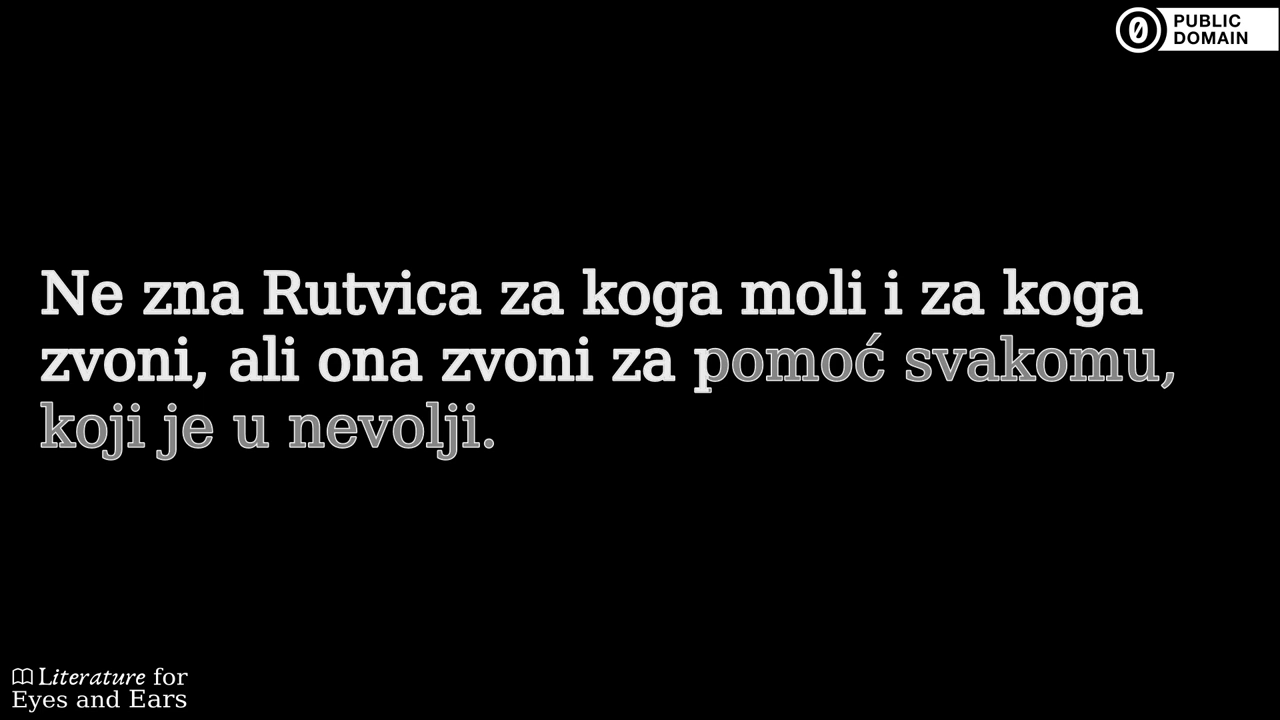 PUBLIC
DOMAIN
Ne zna Rutvica za koga moli i za koga
zvoni, ali ona zvoni za pomoć svakomu,
koji je u nevolji.
Literature for
Eyes and Ears